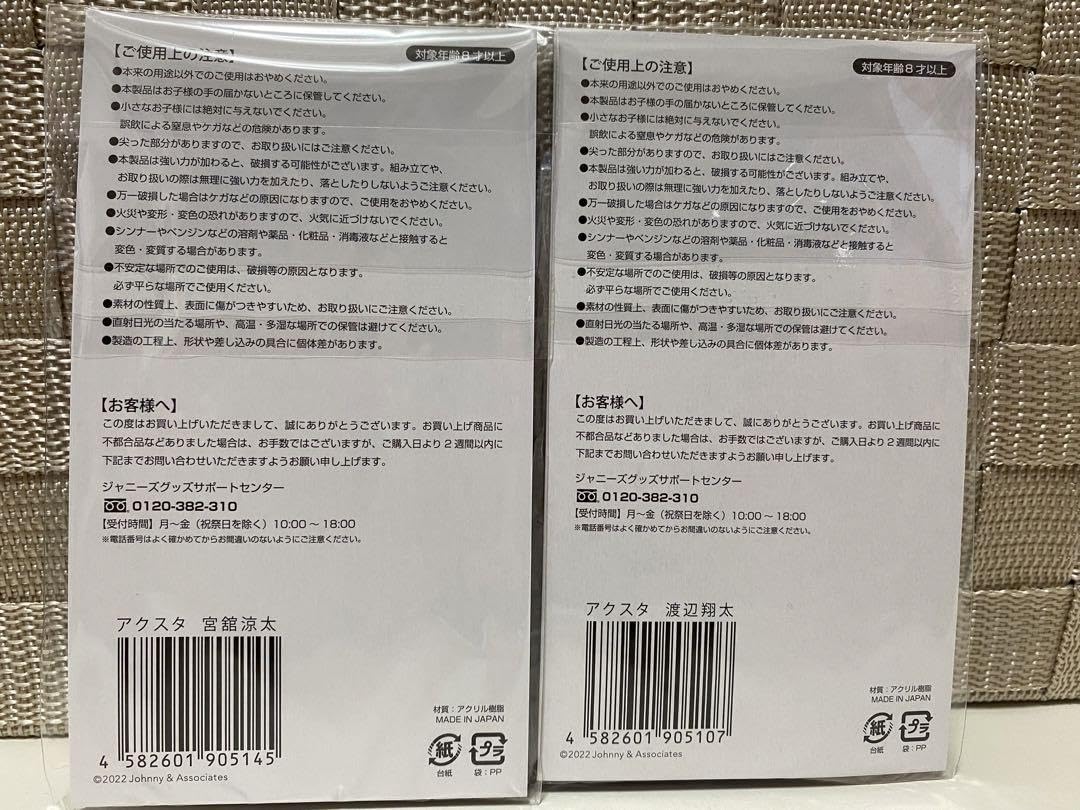 【ご使用上の注意】
対象年齢8才以上
●本来の用途以外でのご使用はおやめください。
●本製品はお子様の手の届かないところに保管してください。
●小さなお子様には絶対に与えないでください。
誤飲による窒息やケガなどの危険があります。
●尖った部分がありますので、お取り扱いにはご注意ください。
●本製品は強い力が加わると、破損する可能性がございます。組み立てや、
お取り扱いの際は無理に強い力を加えたり、落としたりしないようご注意ください。
●万一破損した場合はケガなどの原因になりますので、ご使用をおやめください。
●火災や変形・変色の恐れがありますので、火気に近づけないでください。
●シンナーやベンジンなどの溶剤や薬品・化粧品・消毒液などと接触すると
変色・変質する場合があります。
●不安定な場所でのご使用は、破損等の原因となります。
必ず平らな場所でご使用ください。
●素材の性質上、表面に傷がつきやすいため、お取り扱いにご注意ください。
●直射日光の当たる場所や、高温・多湿な場所での保管は避けてください。
●製造の工程上、形状や差し込みの具合に個体差があります。
【お客様へ】
この度はお買い上げいただきまして、誠にありがとうございます。お買い上げ商品に
不都合品などありました場合は、お手数ではございますが、ご購入日より2週間以内に
下記までお問い合わせいただきますようお願い申し上げます。
ジャニーズグッズサポートセンター
0120-382-310
【受付時間】月〜金（祝祭日を除く）10:00〜18:00
※電話番号はよく確かめてからお間違いのないようにご注意ください。
アクスタ 宮舘涼太
4 582601 905145
©2022 Johnny & Associates
材質：アクリル樹脂
MADE IN JAPAN
紙 プラ
台紙 袋：PP
【ご使用上の注意】
対象年齢8才以上
●本来の用途以外でのご使用はおやめください。
●本製品はお子様の手の届かないところに保管してください。
●小さなお子様には絶対に与えないでください。
誤飲による窒息やケガなどの危険があります。
●尖った部分がありますので、お取り扱いにはご注意ください。
●本製品は強い力が加わると、破損する可能性がございます。組み立てや、
お取り扱いの際は無理に強い力を加えたり、落としたりしないようご注意ください。
●万一破損した場合はケガなどの原因になりますので、ご使用をおやめください。
●火災や変形・変色の恐れがありますので、火気に近づけないでください。
●シンナーやベンジンなどの溶剤や薬品・化粧品・消毒液などと接触すると
変色・変質する場合があります。
●不安定な場所でのご使用は、破損等の原因となります。
必ず平らな場所でご使用ください。
●素材の性質上、表面に傷がつきやすいため、お取り扱いにご注意ください。
●直射日光の当たる場所や、高温・多湿な場所での保管は避けてください。
●製造の工程上、形状や差し込みの具合に個体差があります。
【お客様へ】
この度はお買い上げいただきまして、誠にありがとうございます。お買い上げ商品に
不都合品などありました場合は、お手数ではございますが、ご購入日より2週間以内に
下記までお問い合わせいただきますようお願い申し上げます。
ジャニーズグッズサポートセンター
0120-382-310
【受付時間】月〜金（祝祭日を除く）10:00〜18:00
※電話番号はよく確かめてからお間違いのないようにご注意ください。
アクスタ 渡辺翔太
4 582601 905107
©2022 Johnny & Associates
材質：アクリル樹脂
MADE IN JAPAN
紙 プラ
台紙 袋：PP